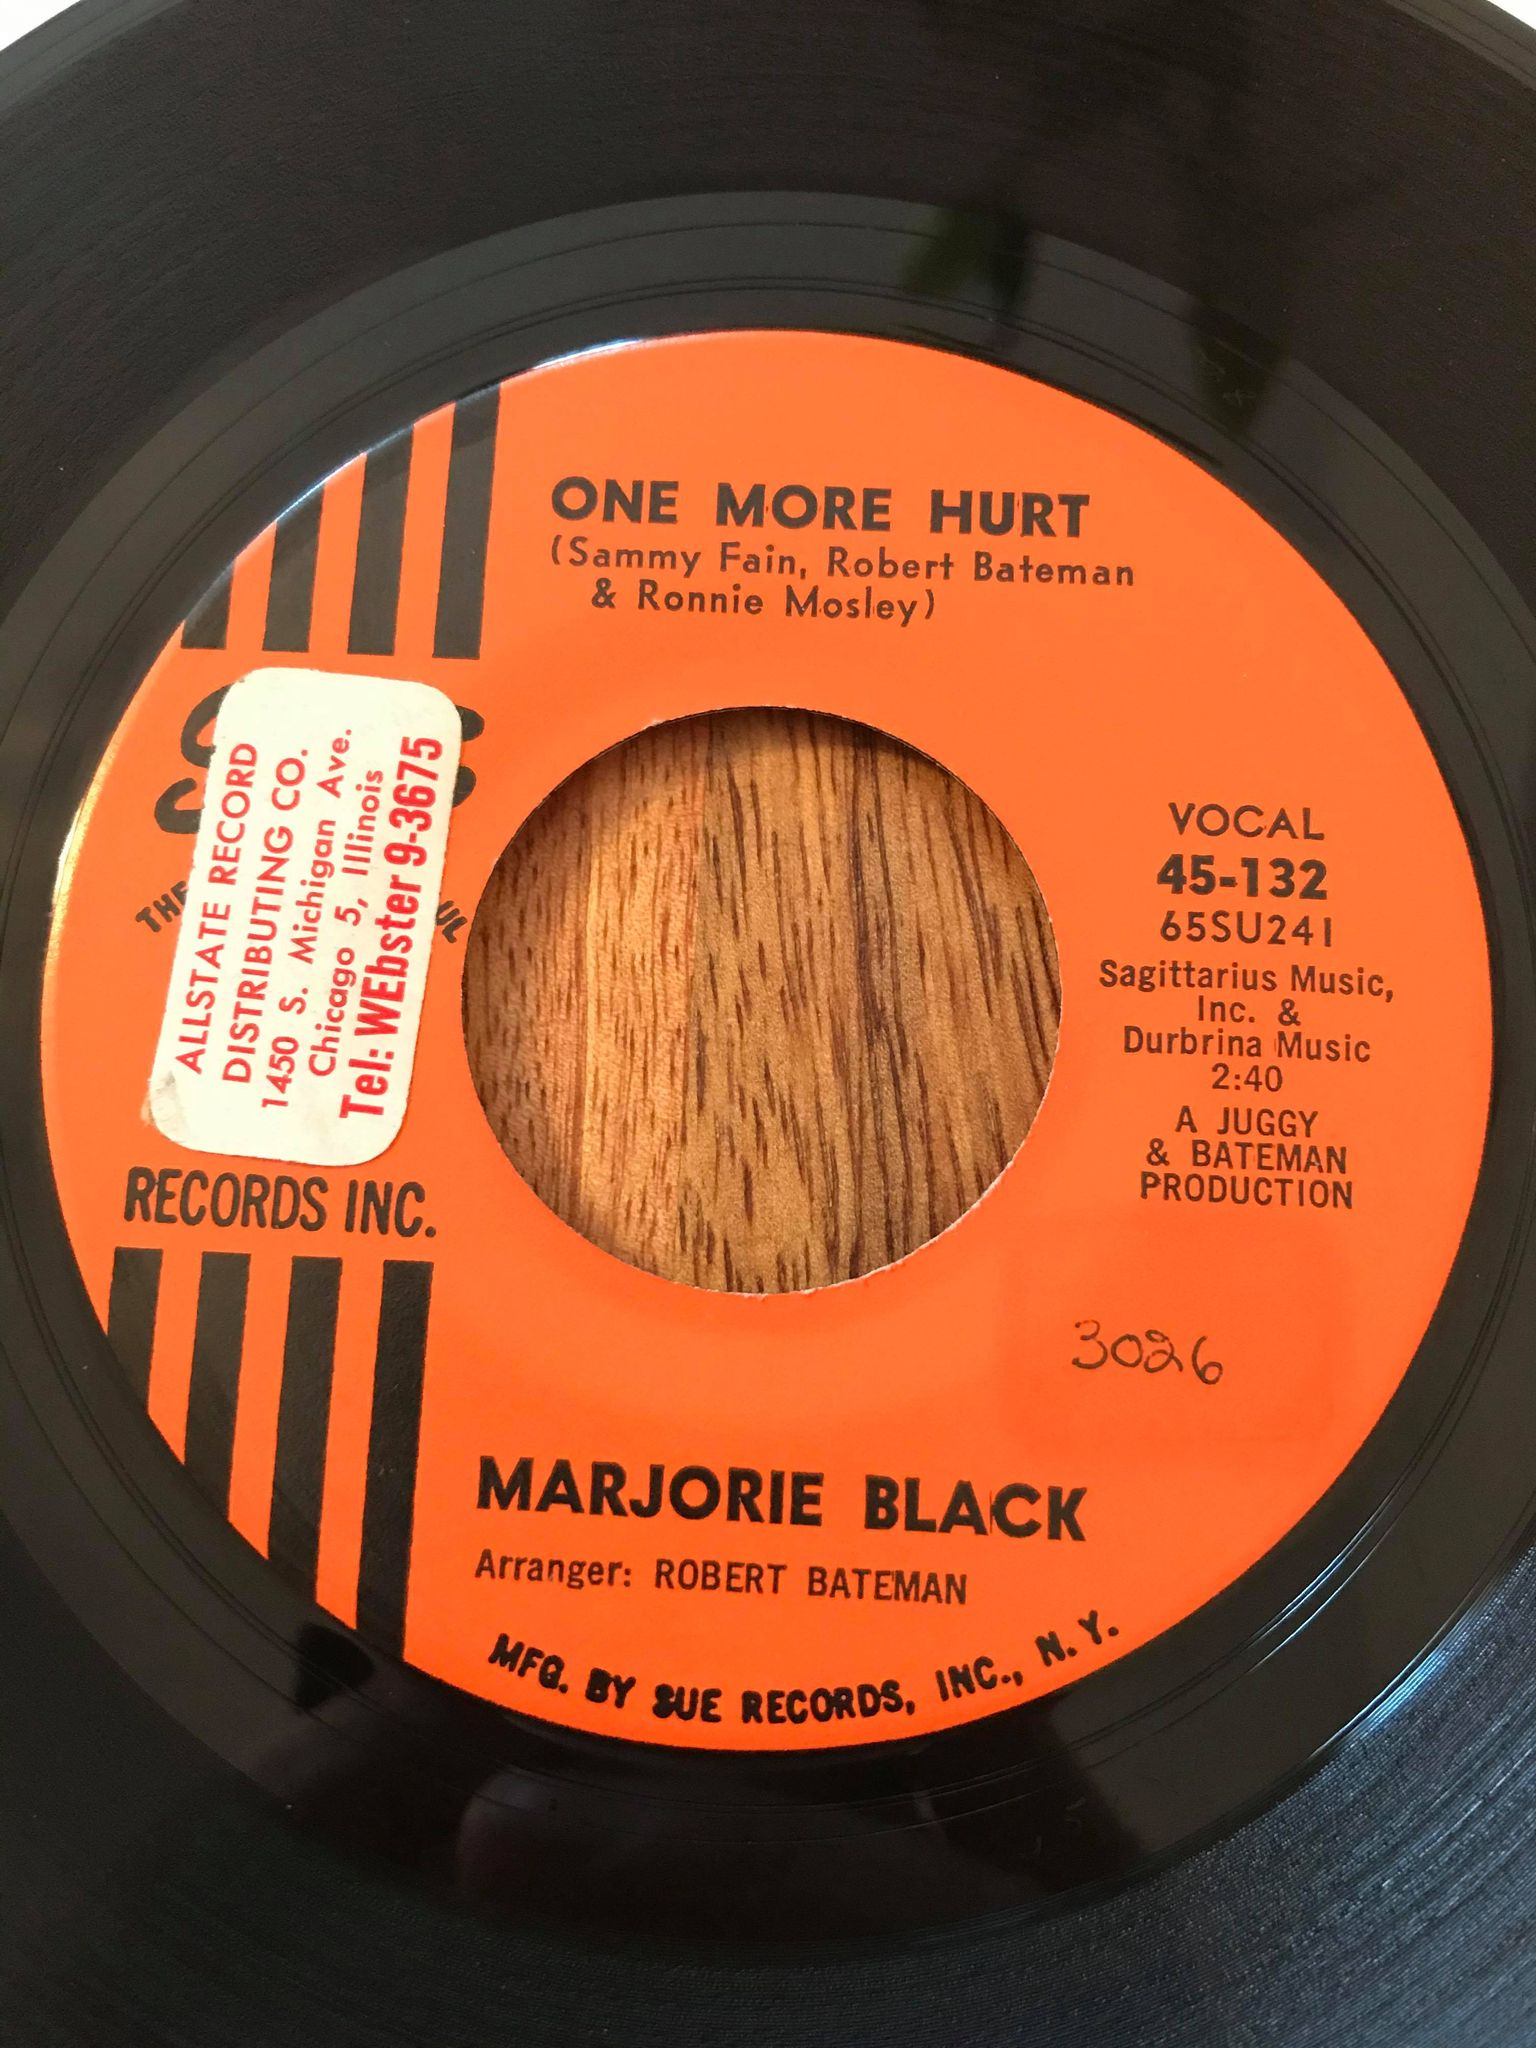 ONE MORE HURT
(Sammy Fain, Robert Bateman
& Ronnie Mosley)
ALLSTATE RECORD
DISTRIBUTING CO.
1450 S. Michigan Ave.
Chicago 5, Illinois
Tel: WEbster 9-3675
THE
RECORDS INC.
VOCAL
45-132
65SU241
Sagittarius Music,
Inc. &
Durbrina Music
2:40
A JUGGY
& BATEMAN
PRODUCTION
3026
MARJORIE BLACK
Arranger: ROBERT BATEMAN
MFG. BY SUE RECORDS, INC., N. Y.